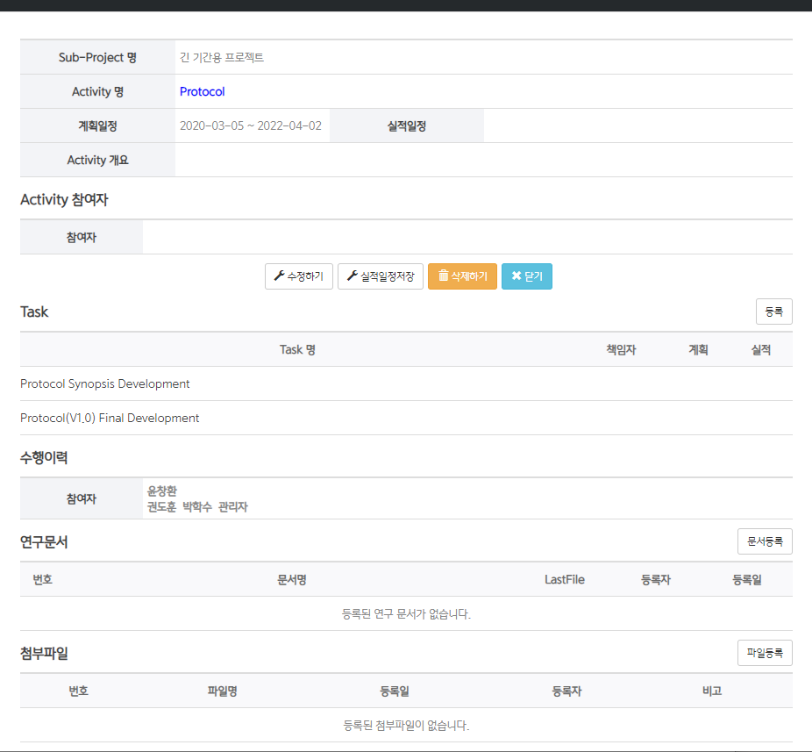 Sub-Project 명 긴 기간용 프로젝트
Activity 명 Protocol
계획일정 2020-03-05 ~ 2022-04-02 실적일정
Activity 개요
Activity 참여자
참여자
수정하기 실적일정저장 삭제하기 닫기
Task 등록
Task 명 책임자 계획 실적
Protocol Synopsis Development
Protocol(V1.0) Final Development
수행이력
참여자 윤창환
권도훈 박학수 관리자
연구문서 문서등록
번호 문서명 LastFile 등록자 등록일
등록된 연구 문서가 없습니다.
첨부파일 파일등록
번호 파일명 등록일 등록자 비고
등록된 첨부파일이 없습니다.